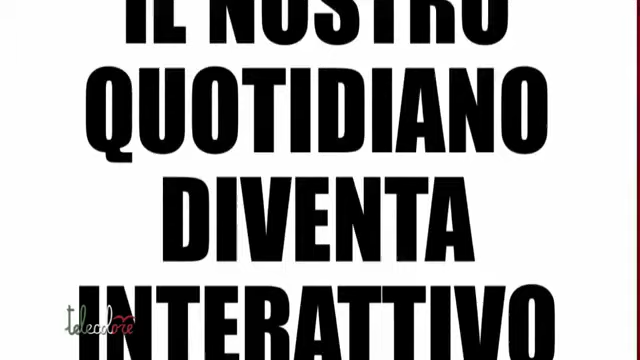 IL NOSTRO
QUOTIDIANO
DIVENTA
INTERATTIVO
telecolore